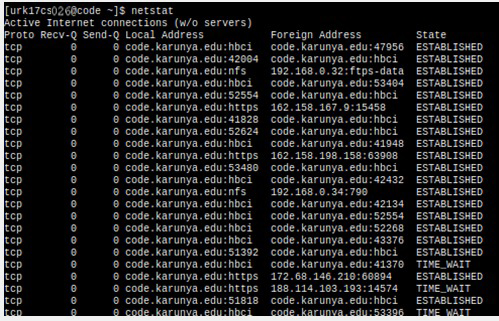 [urk17cs026@code ~]$ netstat
Active Internet connections (w/o servers)
Proto Recv-Q Send-Q Local Address Foreign Address State
tcp 0 0 code.karunya.edu:hbci code.karunya.edu:47956 ESTABLISHED
tcp 0 0 code.karunya.edu:42004 code.karunya.edu:hbci ESTABLISHED
tcp 0 0 code.karunya.edu:nfs 192.168.0.32:ftps-data ESTABLISHED
tcp 0 0 code.karunya.edu:hbci code.karunya.edu:53404 ESTABLISHED
tcp 0 0 code.karunya.edu:52554 code.karunya.edu:hbci ESTABLISHED
tcp 0 0 code.karunya.edu:https 162.158.167.9:15458 ESTABLISHED
tcp 0 0 code.karunya.edu:41828 code.karunya.edu:hbci ESTABLISHED
tcp 0 0 code.karunya.edu:52624 code.karunya.edu:hbci ESTABLISHED
tcp 0 0 code.karunya.edu:hbci code.karunya.edu:41948 ESTABLISHED
tcp 0 0 code.karunya.edu:https 162.158.198.158:63908 ESTABLISHED
tcp 0 0 code.karunya.edu:53480 code.karunya.edu:hbci ESTABLISHED
tcp 0 0 code.karunya.edu:hbci code.karunya.edu:42432 ESTABLISHED
tcp 0 0 code.karunya.edu:nfs 192.168.0.34:790 ESTABLISHED
tcp 0 0 code.karunya.edu:hbci code.karunya.edu:42134 ESTABLISHED
tcp 0 0 code.karunya.edu:hbci code.karunya.edu:52554 ESTABLISHED
tcp 0 0 code.karunya.edu:hbci code.karunya.edu:52268 ESTABLISHED
tcp 0 0 code.karunya.edu:hbci code.karunya.edu:43376 ESTABLISHED
tcp 0 0 code.karunya.edu:51392 code.karunya.edu:hbci ESTABLISHED
tcp 0 0 code.karunya.edu:hbci code.karunya.edu:41370 TIME_WAIT
tcp 0 0 code.karunya.edu:https 172.68.146.210:60894 ESTABLISHED
tcp 0 0 code.karunya.edu:https 188.114.103.193:14574 TIME_WAIT
tcp 0 0 code.karunya.edu:51818 code.karunya.edu:hbci ESTABLISHED
tcp 0 0 code.karunya.edu:hbci code.karunya.edu:53396 TIME_WAIT